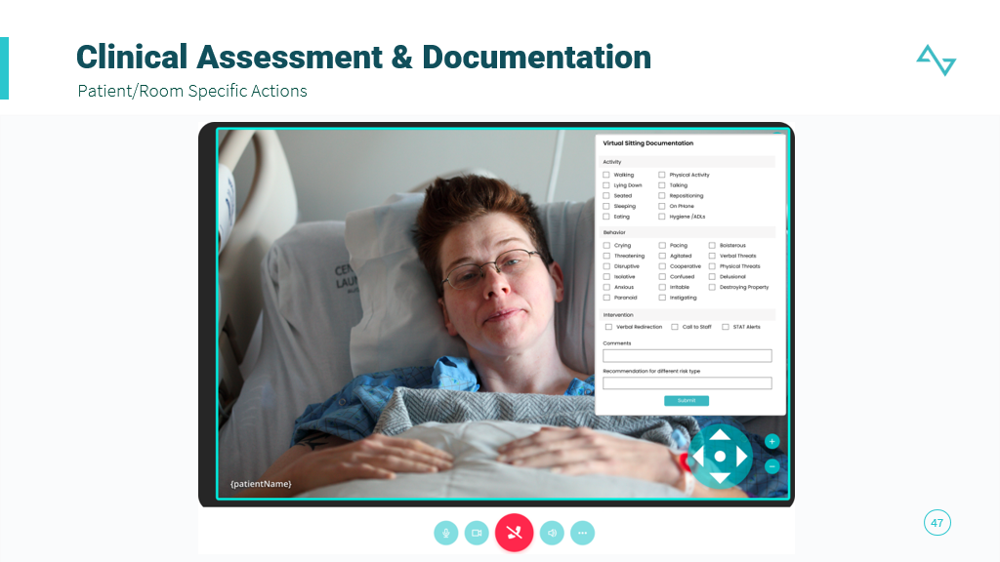 Clinical Assessment & Documentation
Patient/Room Specific Actions
Virtual Sitting Documentation
Activity
Walking Physical Activity
Lying Down Talking
Seated Repositioning
Sleeping On PHone
Eating Hygiene /ADLs
Behavior
Crying Pacing Boisterous
Threatening Agitated Verbal Threats
Disruptive Cooperative Physical Threats
Isolative Confused Delusional
Anxious Irritable Destroying Property
Paranoid Instigating
Intervention
Verbal Redirection Call to Staff STAT Alerts
Comments
Recommendation for different risk type
Submit
{patientName}
47